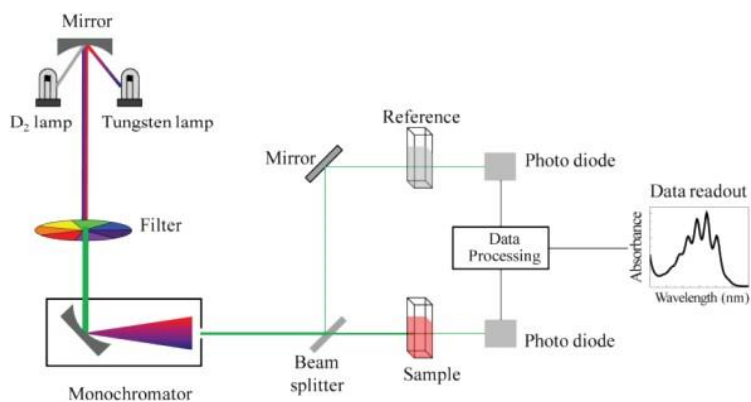 Mirror
D₂ lamp
Tungsten lamp
Filter
Monochromator
Mirror
Beam
splitter
Reference
Sample
Photo diode
Data
Processing
Photo diode
Data readout
Absorbance
Wavelength (nm)